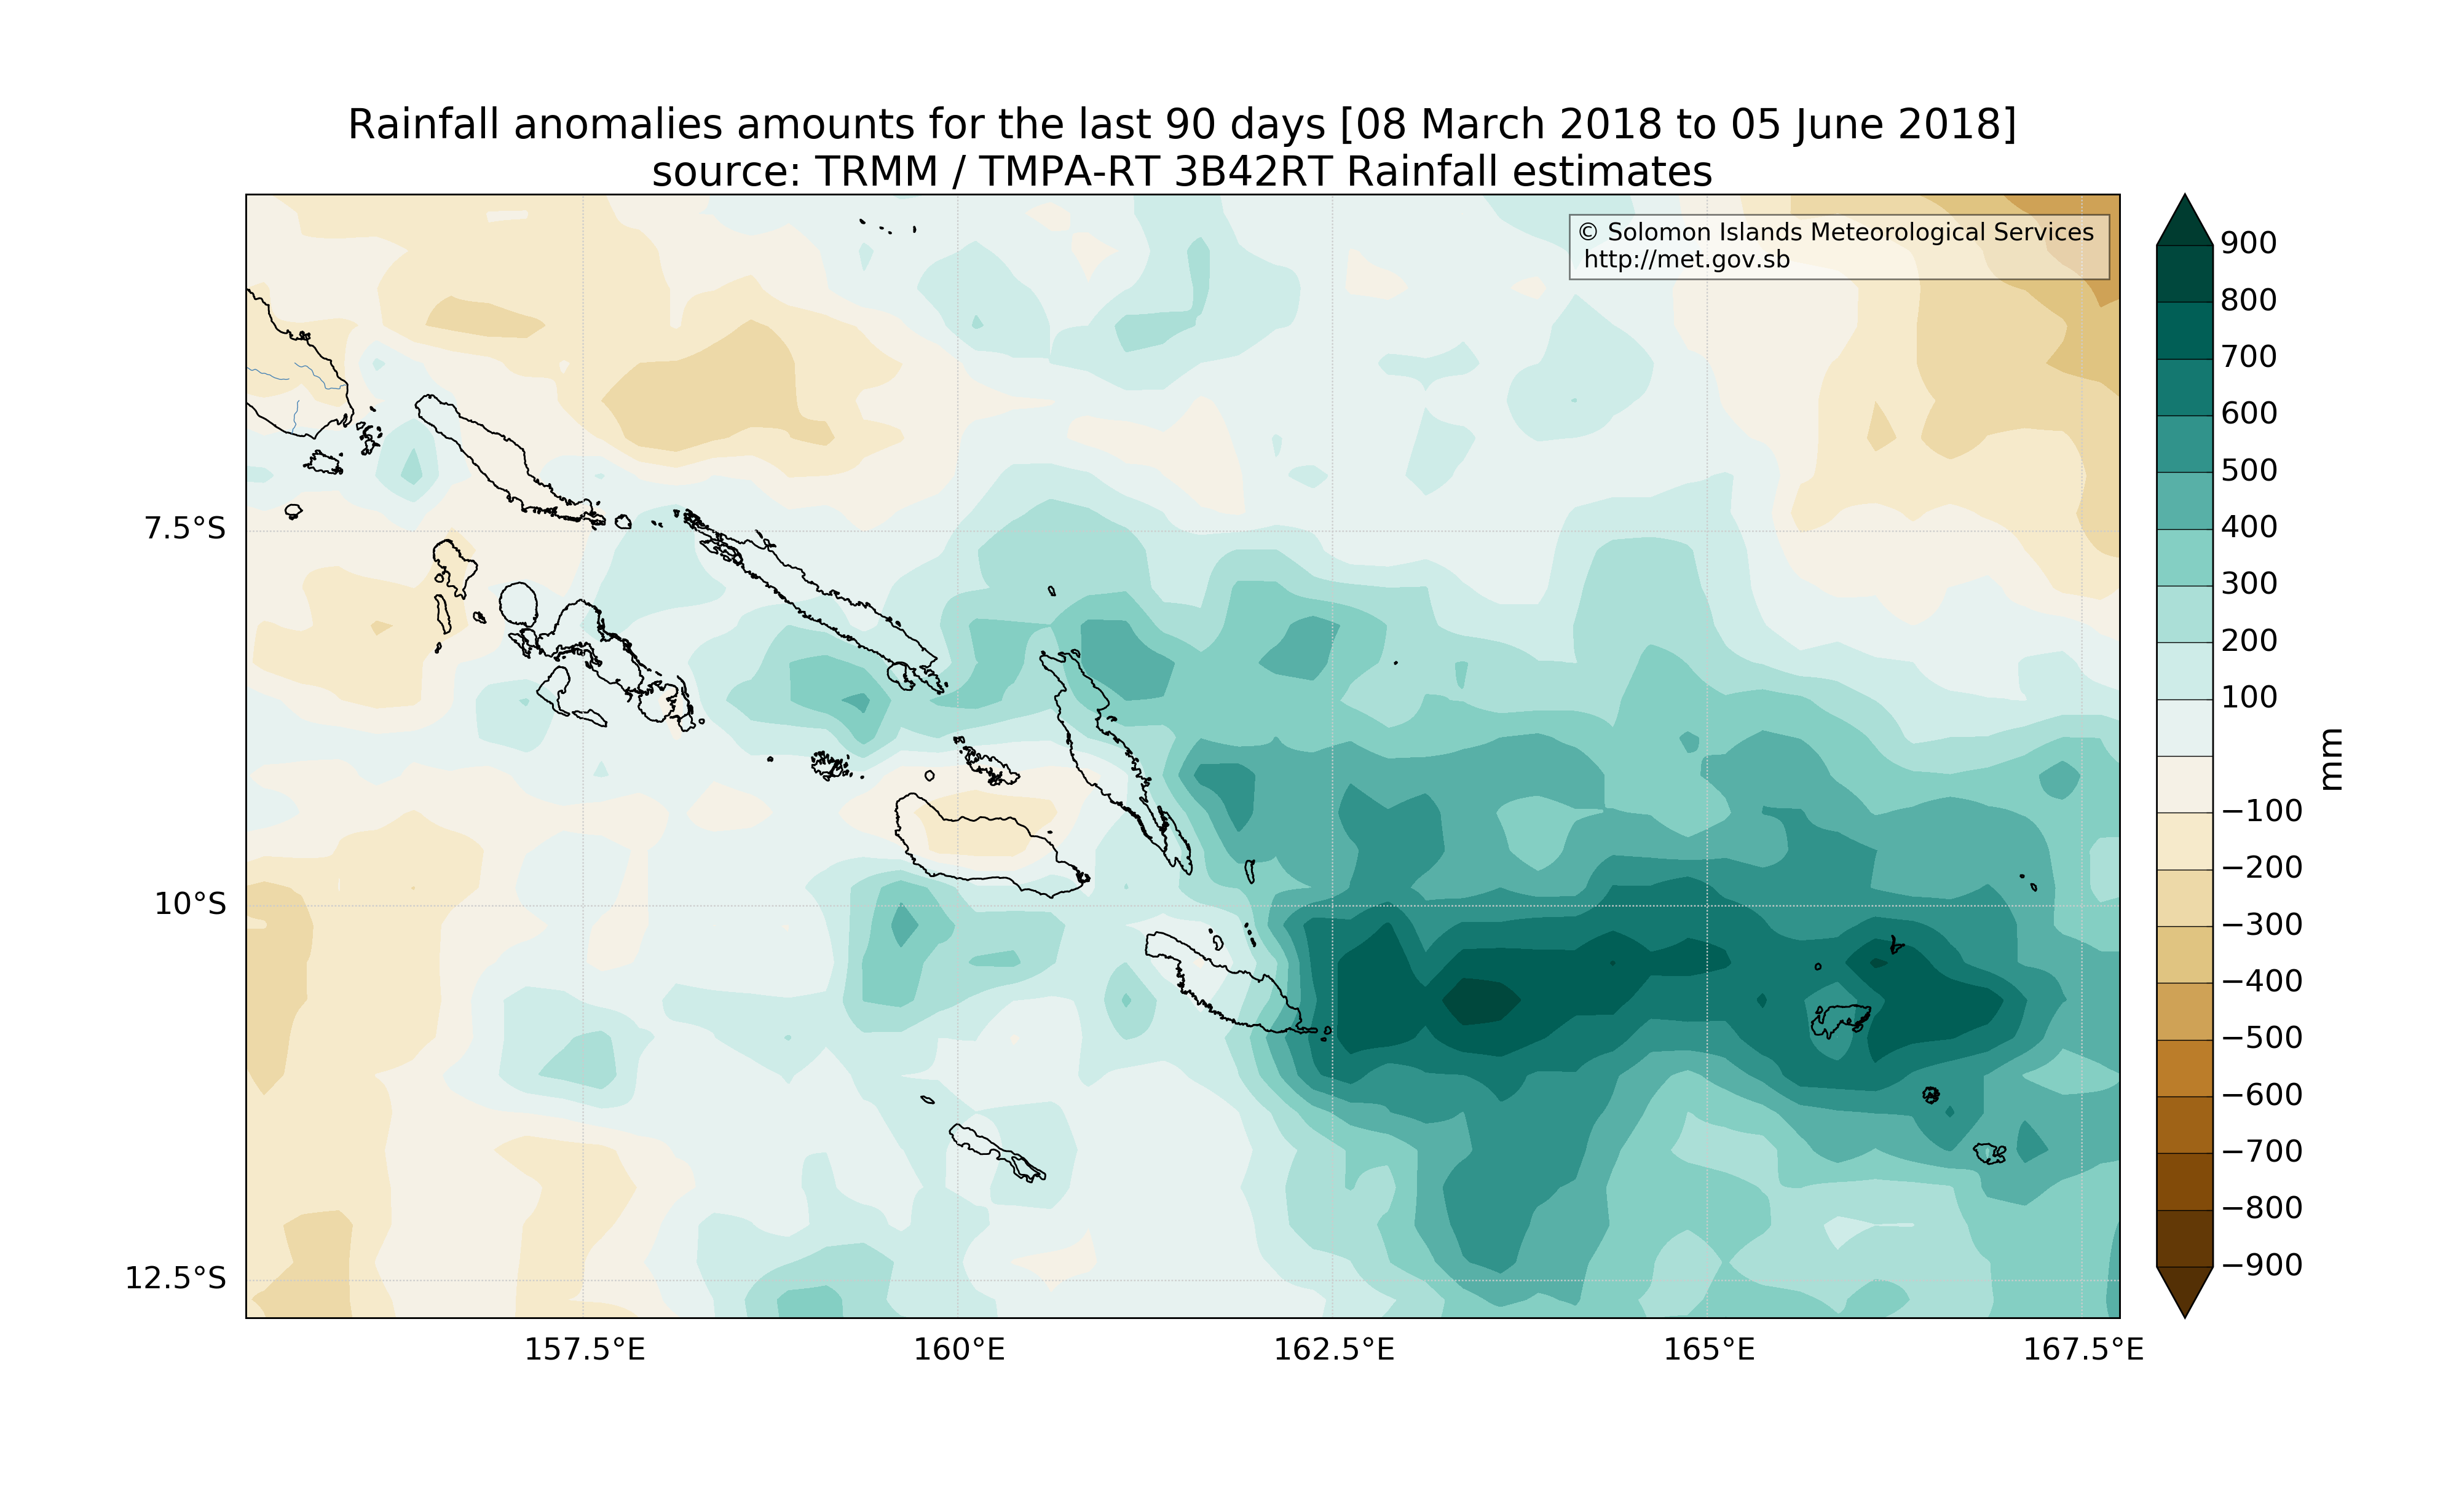 Rainfall anomalies amounts for the last 90 days [08 March 2018 to 05 June 2018]
source: TRMM / TMPA-RT 3B42RT Rainfall estimates
© Solomon Islands Meteorological Services
http://met.gov.sb
7.5°S
10°S
12.5°S
157.5°E
160°E
162.5°E
165°E
167.5°E
900
800
700
600
500
400
300
200
100
−100
−200
−300
−400
−500
−600
−700
−800
−900
mm